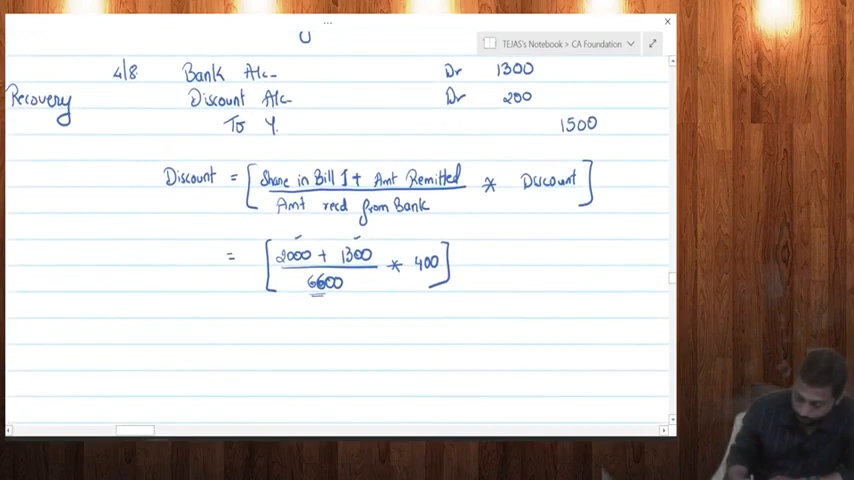 TEJAS's Notebook > CA Foundation
4/8 Bank A/c Dr 1300
Recovery Discount A/c Dr 200
To Y. 1500
Discount = [ Share in Bill I + Amt Remitted * Discount ]
Amt recd from Bank
= [ 2000 + 1300 * 400 ]
6600